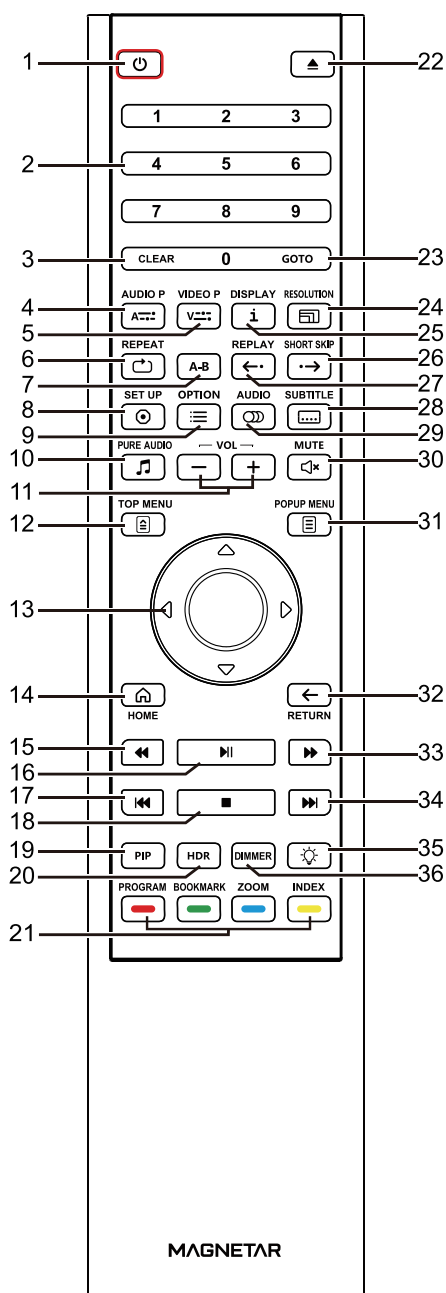 1 22
1 2 3
2 4 5 6
7 8 9
3 CLEAR 0 GOTO 23
AUDIO P VIDEO P DISPLAY RESOLUTION
4 A V i 24
5 25
REPEAT REPLAY SHORT SKIP
6 A-B 26
7 27
SET UP OPTION AUDIO SUBTITLE
8 28
9 29
PURE AUDIO VOL MUTE
10 30
11
TOP MENU POPUP MENU
12 31
13
14 32
HOME RETURN
15 33
16
17 34
18
19 PIP HDR DIMMER 35
20 36
PROGRAM BOOKMARK ZOOM INDEX
21
MAGNETAR